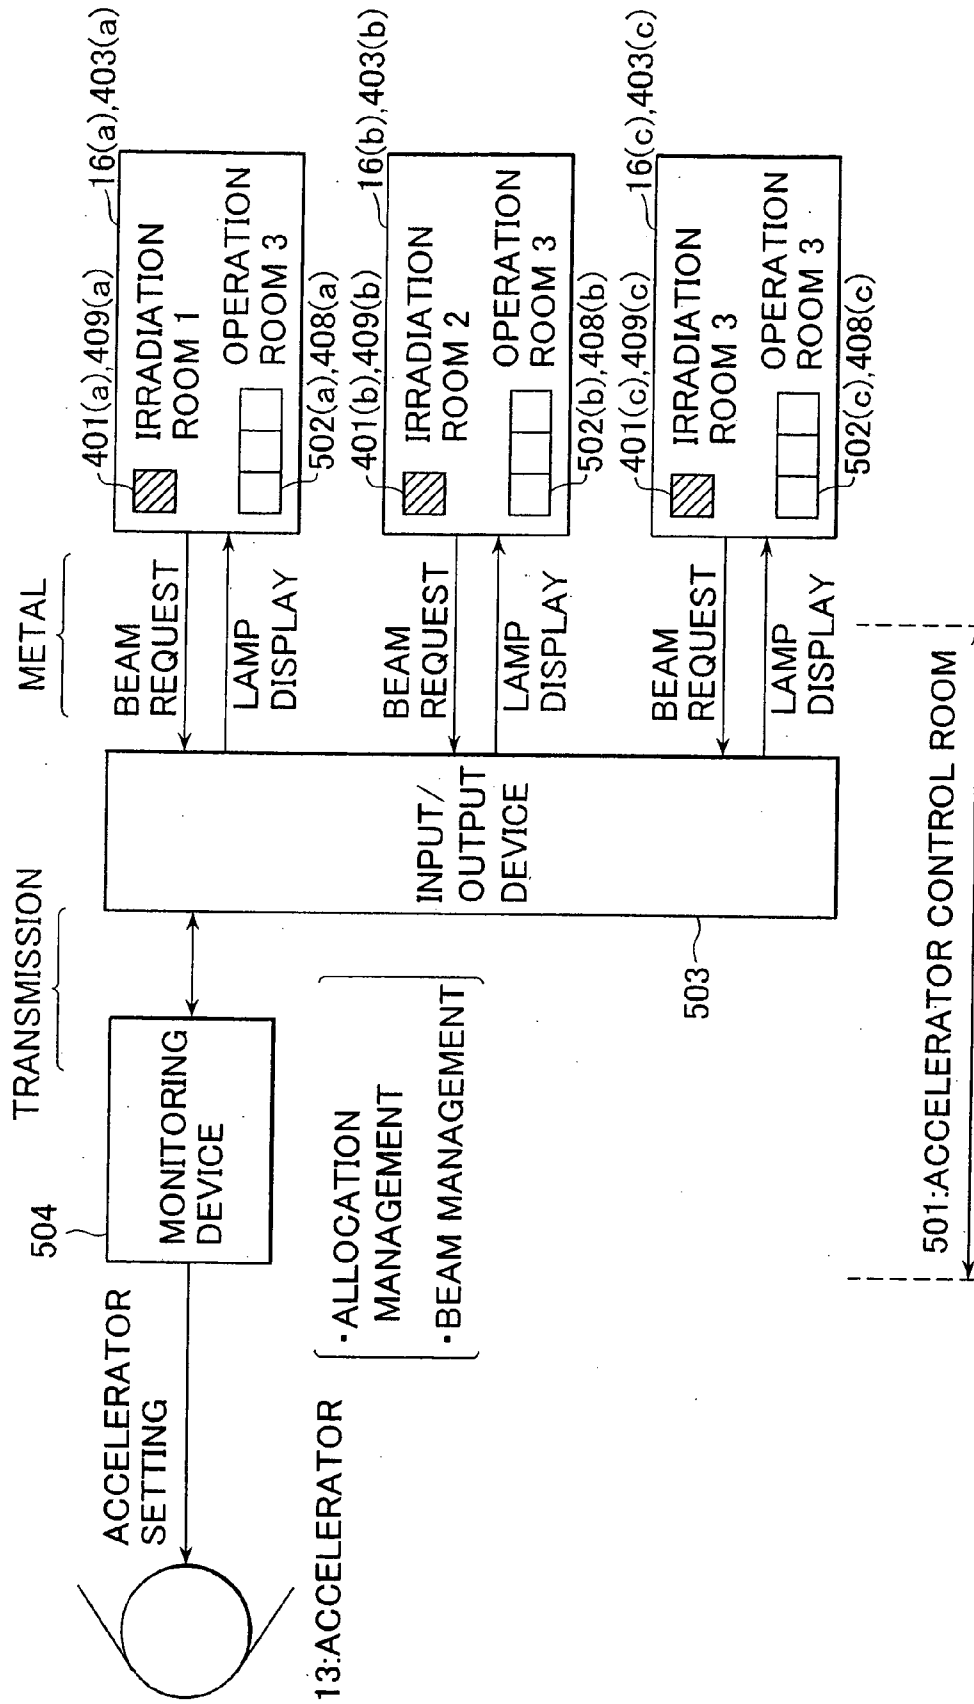 TRANSMISSION
METAL
ACCELERATOR
SETTING
504
MONITORING
DEVICE
INPUT/
OUTPUT
DEVICE
503
·ALLOCATION
MANAGEMENT
·BEAM MANAGEMENT
13:ACCELERATOR
BEAM
REQUEST
LAMP
DISPLAY
401(a),409(a)
16(a),403(a)
IRRADIATION
ROOM 1
OPERATION
ROOM 3
502(a),408(a)
BEAM
REQUEST
LAMP
DISPLAY
401(b),409(b)
16(b),403(b)
IRRADIATION
ROOM 2
OPERATION
ROOM 3
502(b),408(b)
BEAM
REQUEST
LAMP
DISPLAY
401(c),409(c)
16(c),403(c)
IRRADIATION
ROOM 3
OPERATION
ROOM 3
502(c),408(c)
501:ACCELERATOR CONTROL ROOM